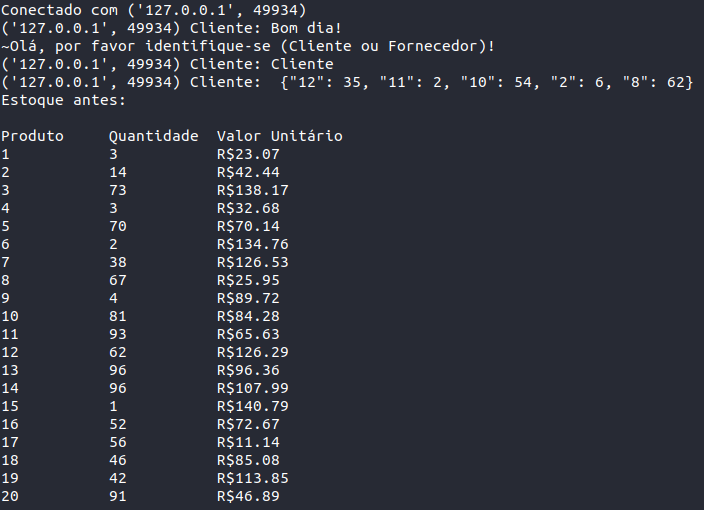 Conectado com ('127.0.0.1', 49934)
('127.0.0.1', 49934) Cliente: Bom dia!
~Olá, por favor identifique-se (Cliente ou Fornecedor)!
('127.0.0.1', 49934) Cliente: Cliente
('127.0.0.1', 49934) Cliente:  {"12": 35, "11": 2, "10": 54, "2": 6, "8": 62}
Estoque antes:
Produto     Quantidade  Valor Unitário
1           3           R$23.07
2           14          R$42.44
3           73          R$138.17
4           3           R$32.68
5           70          R$70.14
6           2           R$134.76
7           38          R$126.53
8           67          R$25.95
9           4           R$89.72
10          81          R$84.28
11          93          R$65.63
12          62          R$126.29
13          96          R$96.36
14          96          R$107.99
15          1           R$140.79
16          52          R$72.67
17          56          R$11.14
18          46          R$85.08
19          42          R$113.85
20          91          R$46.89